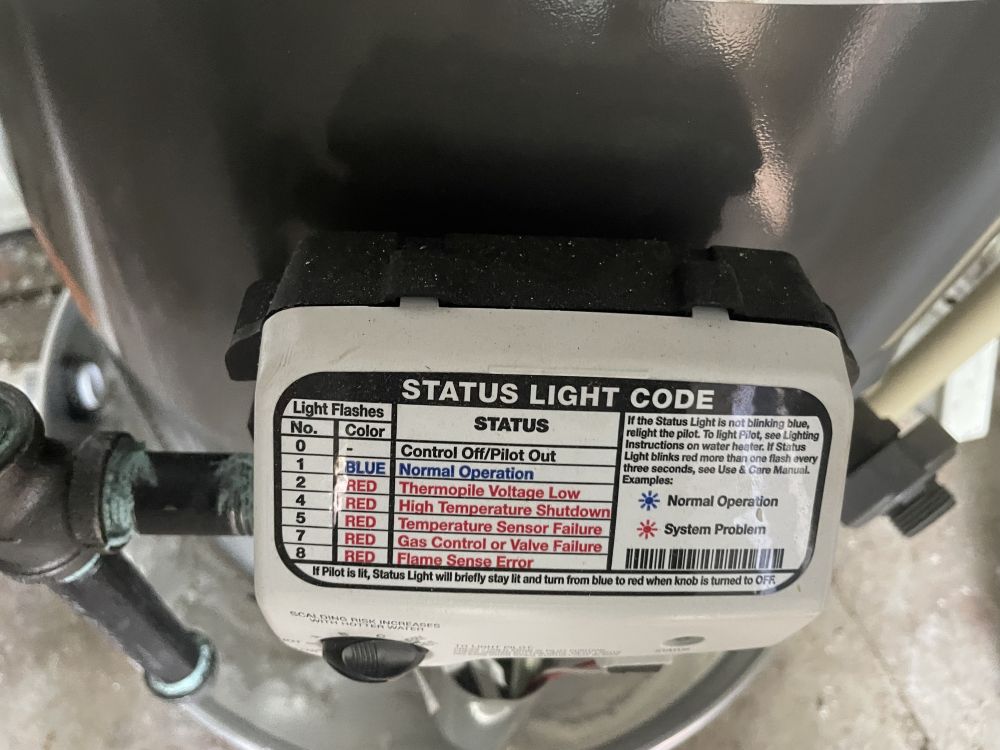 STATUS LIGHT CODE
Light Flashes
No. Color STATUS
0 - Control Off/Pilot Out
1 BLUE Normal Operation
2 RED Thermopile Voltage Low
4 RED High Temperature Shutdown
5 RED Temperature Sensor Failure
7 RED Gas Control or Valve Failure
8 RED Flame Sense Error
If the Status Light is not blinking blue,
relight the pilot. To light Pilot, see Lighting
Instructions on water heater. If Status
Light blinks red more than one flash every
three seconds, see Use & Care Manual.
Examples:
Normal Operation
System Problem
If Pilot is lit, Status Light will briefly stay lit and turn from blue to red when knob is turned to OFF.
SCALDING RISK INCREASES
WITH HOTTER WATER
STATUS